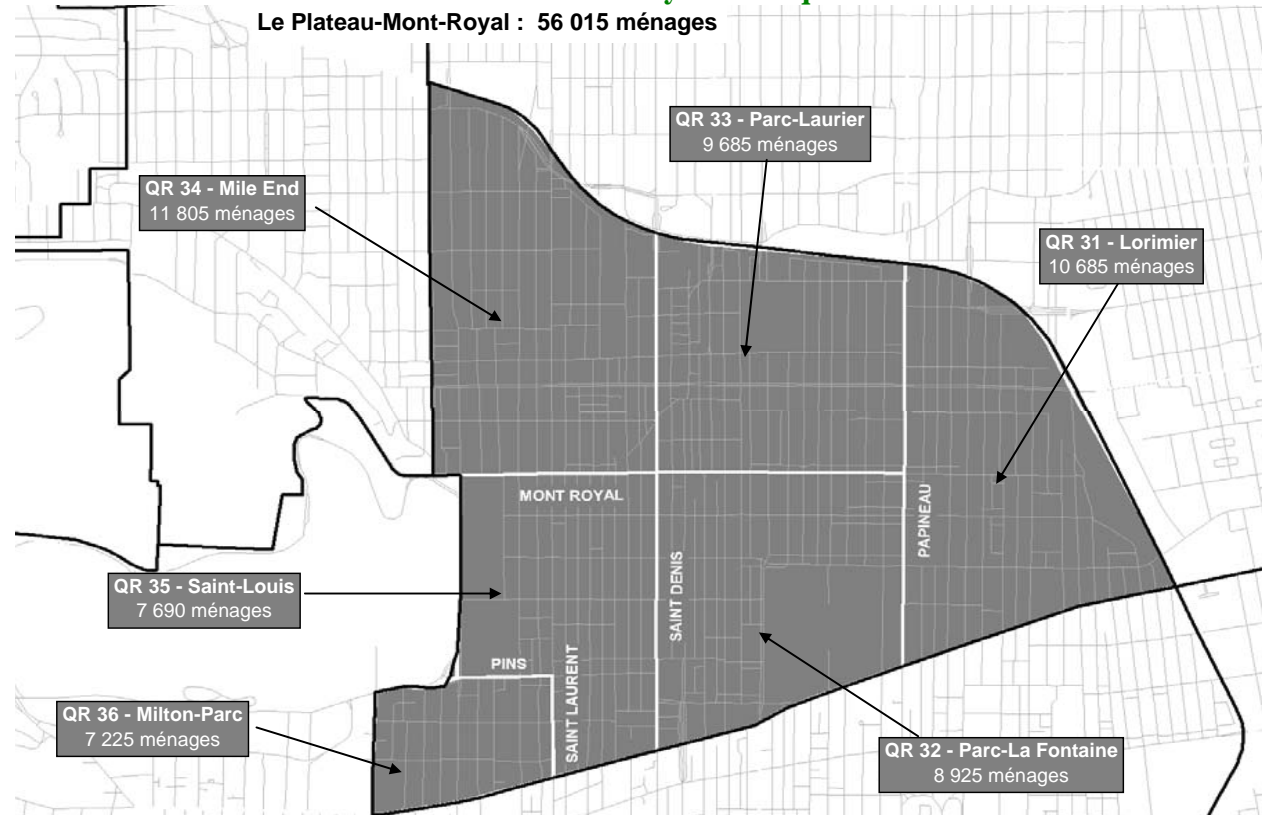 Le Plateau-Mont-Royal : 56 015 ménages
QR 33 - Parc-Laurier
9 685 ménages
QR 34 - Mile End
11 805 ménages
QR 31 - Lorimier
10 685 ménages
MONT ROYAL
PAPINEAU
SAINT DENIS
QR 35 - Saint-Louis
7 690 ménages
PINS
SAINT LAURENT
QR 36 - Milton-Parc
7 225 ménages
QR 32 - Parc-La Fontaine
8 925 ménages